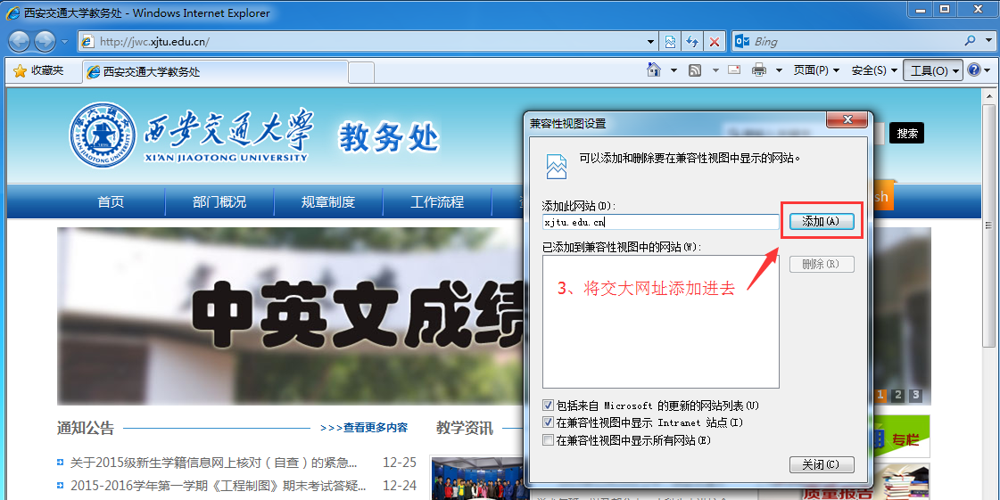 西安交通大学教务处 - Windows Internet Explorer
http://jwc.xjtu.edu.cn/
Bing
收藏夹
西安交通大学教务处
页面(P)
安全(S)
工具(O)
西安交通大学
XI'AN JIAOTONG UNIVERSITY
教务处
搜索
首页
部门概况
规章制度
工作流程
sh
中英文成绩
兼容性视图设置
可以添加和删除要在兼容性视图中显示的网站。
添加此网站(D):
xjtu.edu.cn
添加(A)
已添加到兼容性视图中的网站(W):
删除(R)
3、将交大网址添加进去
包括来自 Microsoft 的更新的网站列表(U)
在兼容性视图中显示 Intranet 站点(I)
在兼容性视图中显示所有网站(E)
关闭(C)
1 2 3
通知公告
>>>查看更多内容
教学资讯
专栏
关于2015级新生学籍信息网上核对（自查）的紧急... 12-25
2015-2016学年第一学期《工程制图》期末考试答疑... 12-24
质量报告